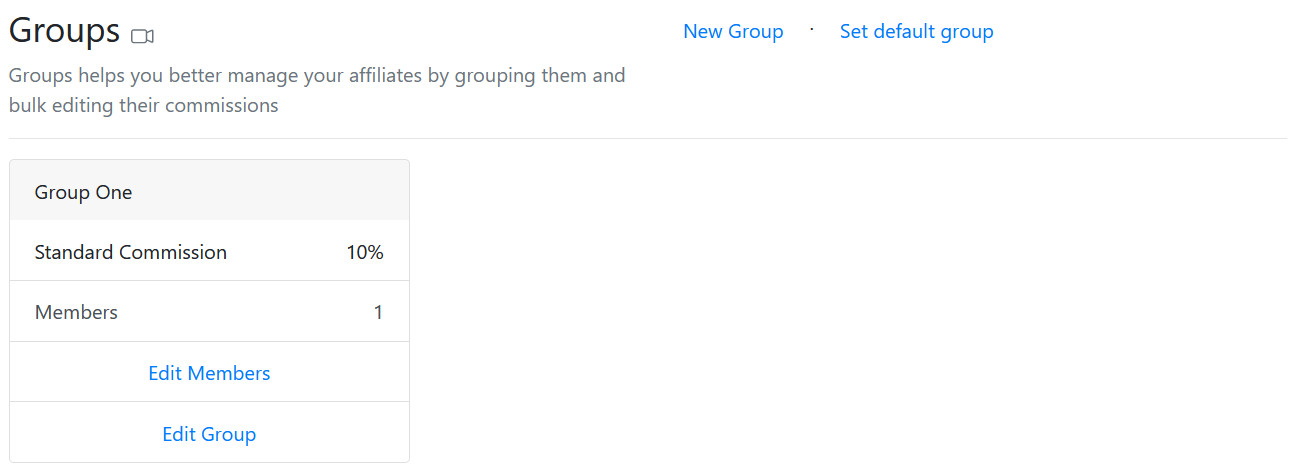 Groups
New Group · Set default group
Groups helps you better manage your affiliates by grouping them and
bulk editing their commissions
Group One
Standard Commission 10%
Members 1
Edit Members
Edit Group